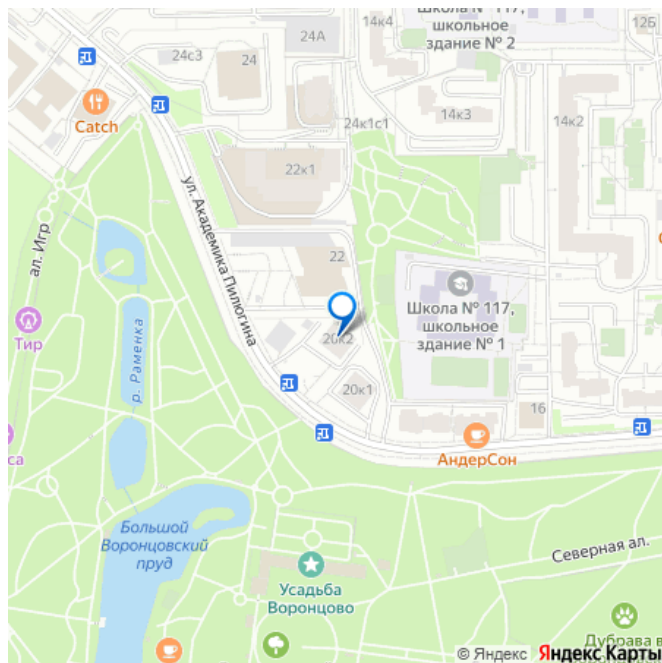 Школа № 117,
школьное
здание № 2
14к4
24А
12Б
24с3
24
Catch
24к1с1
14к3
14к2
22к1
ул. Академика Пилюгина
ал. Игр
22
Школа № 117,
школьное
здание № 1
Тир
р. Раменка
20к2
20к1
16
АндерСон
са
Большой
Воронцовский
пруд
Северная ал.
Усадьба
Воронцово
Дубрава в
© Яндекс Яндекс Карты